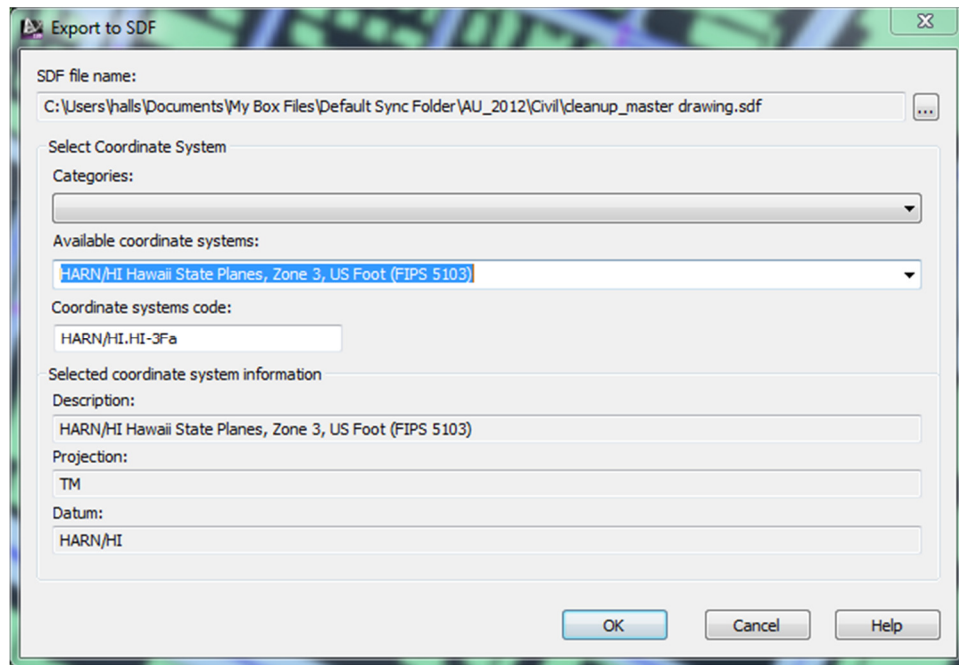 Export to SDF
SDF file name:
C:\Users\halls\Documents\My Box Files\Default Sync Folder\AU_2012\Civil\cleanup_master drawing.sdf
...
Select Coordinate System
Categories:
Available coordinate systems:
HARN/HI Hawaii State Planes, Zone 3, US Foot (FIPS 5103)
Coordinate systems code:
HARN/HI.HI-3Fa
Selected coordinate system information
Description:
HARN/HI Hawaii State Planes, Zone 3, US Foot (FIPS 5103)
Projection:
TM
Datum:
HARN/HI
OK Cancel Help